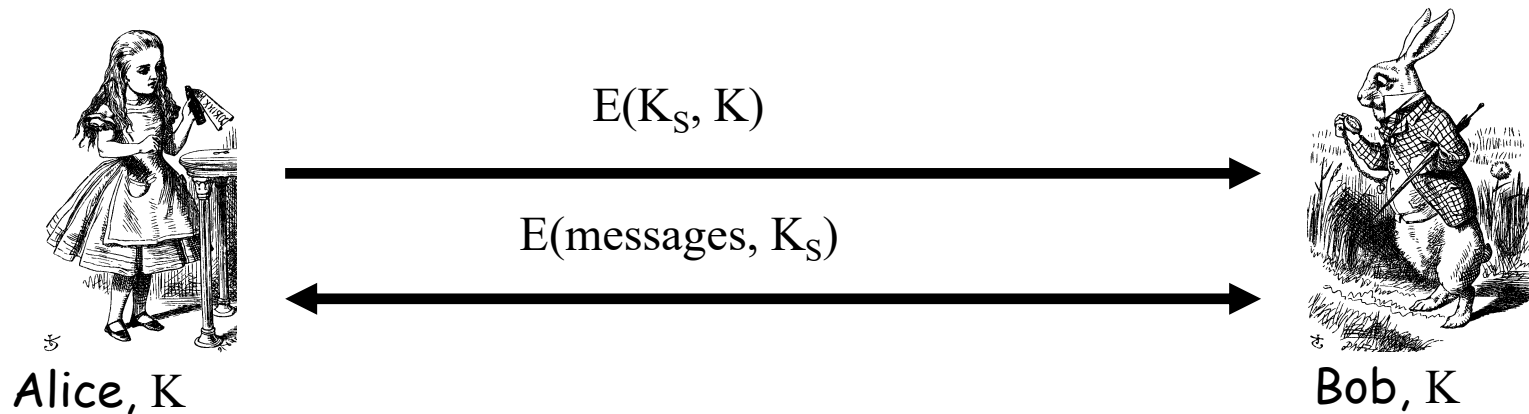 E(K_S, K)
E(messages, K_S)
Alice, K
Bob, K